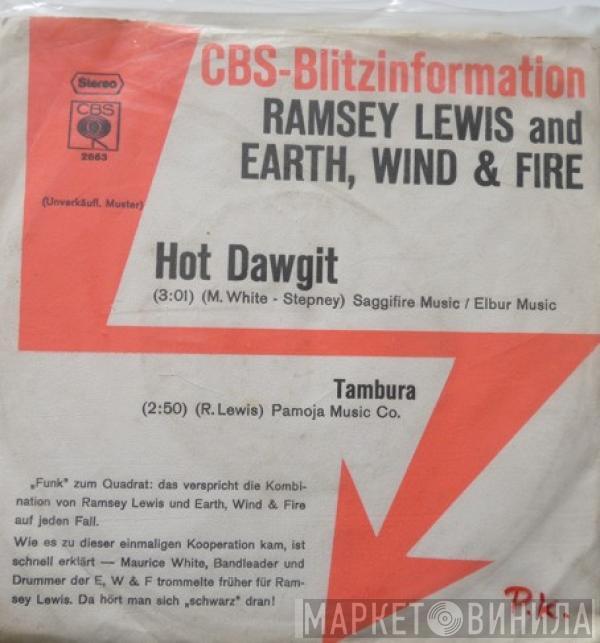 CBS-Blitzinformation
RAMSEY LEWIS and
EARTH, WIND & FIRE
Stereo
CBS
2663
(Unverkäufl. Muster)
Hot Dawgit
(3:01) (M. White - Stepney) Saggifire Music / Elbur Music
Tambura
(2:50) (R. Lewis) Pamoja Music Co.
„Funk" zum Quadrat: das verspricht die Kombi-
nation von Ramsey Lewis und Earth, Wind & Fire
auf jeden Fall.
Wie es zu dieser einmaligen Kooperation kam, ist
schnell erklärt — Maurice White, Bandleader und
Drummer der E, W & F trommelte früher für Ram-
sey Lewis. Da hört man sich „schwarz" dran!
P.K.
МАРКЕТ ВИНИЛА